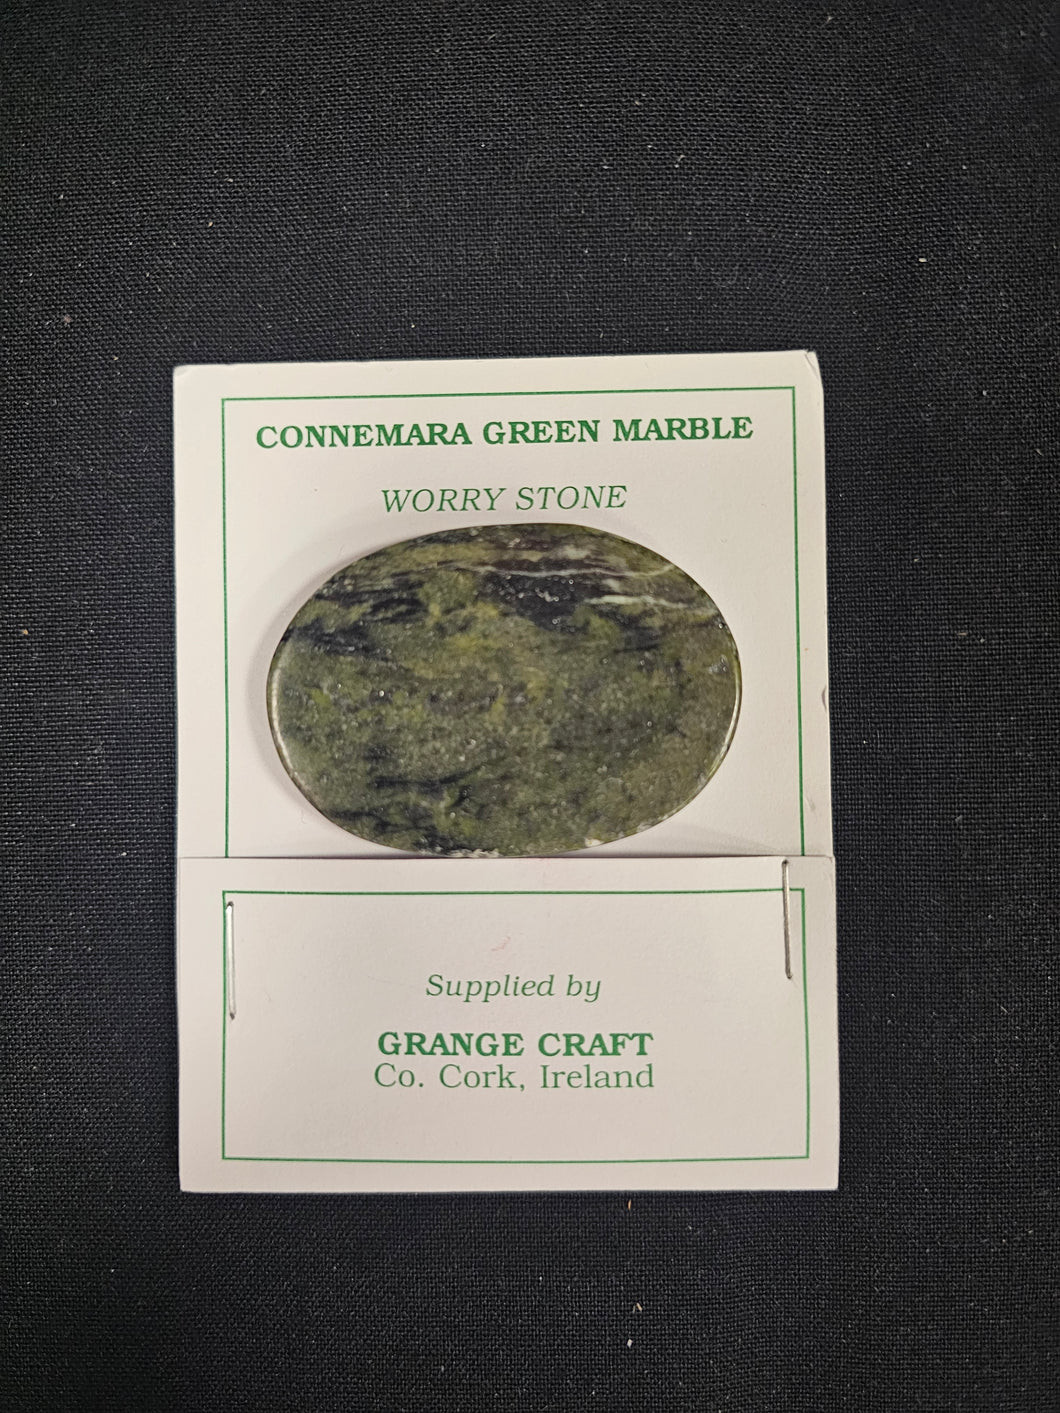 CONNEMARA GREEN MARBLE
WORRY STONE
Supplied by
GRANGE CRAFT
Co. Cork, Ireland